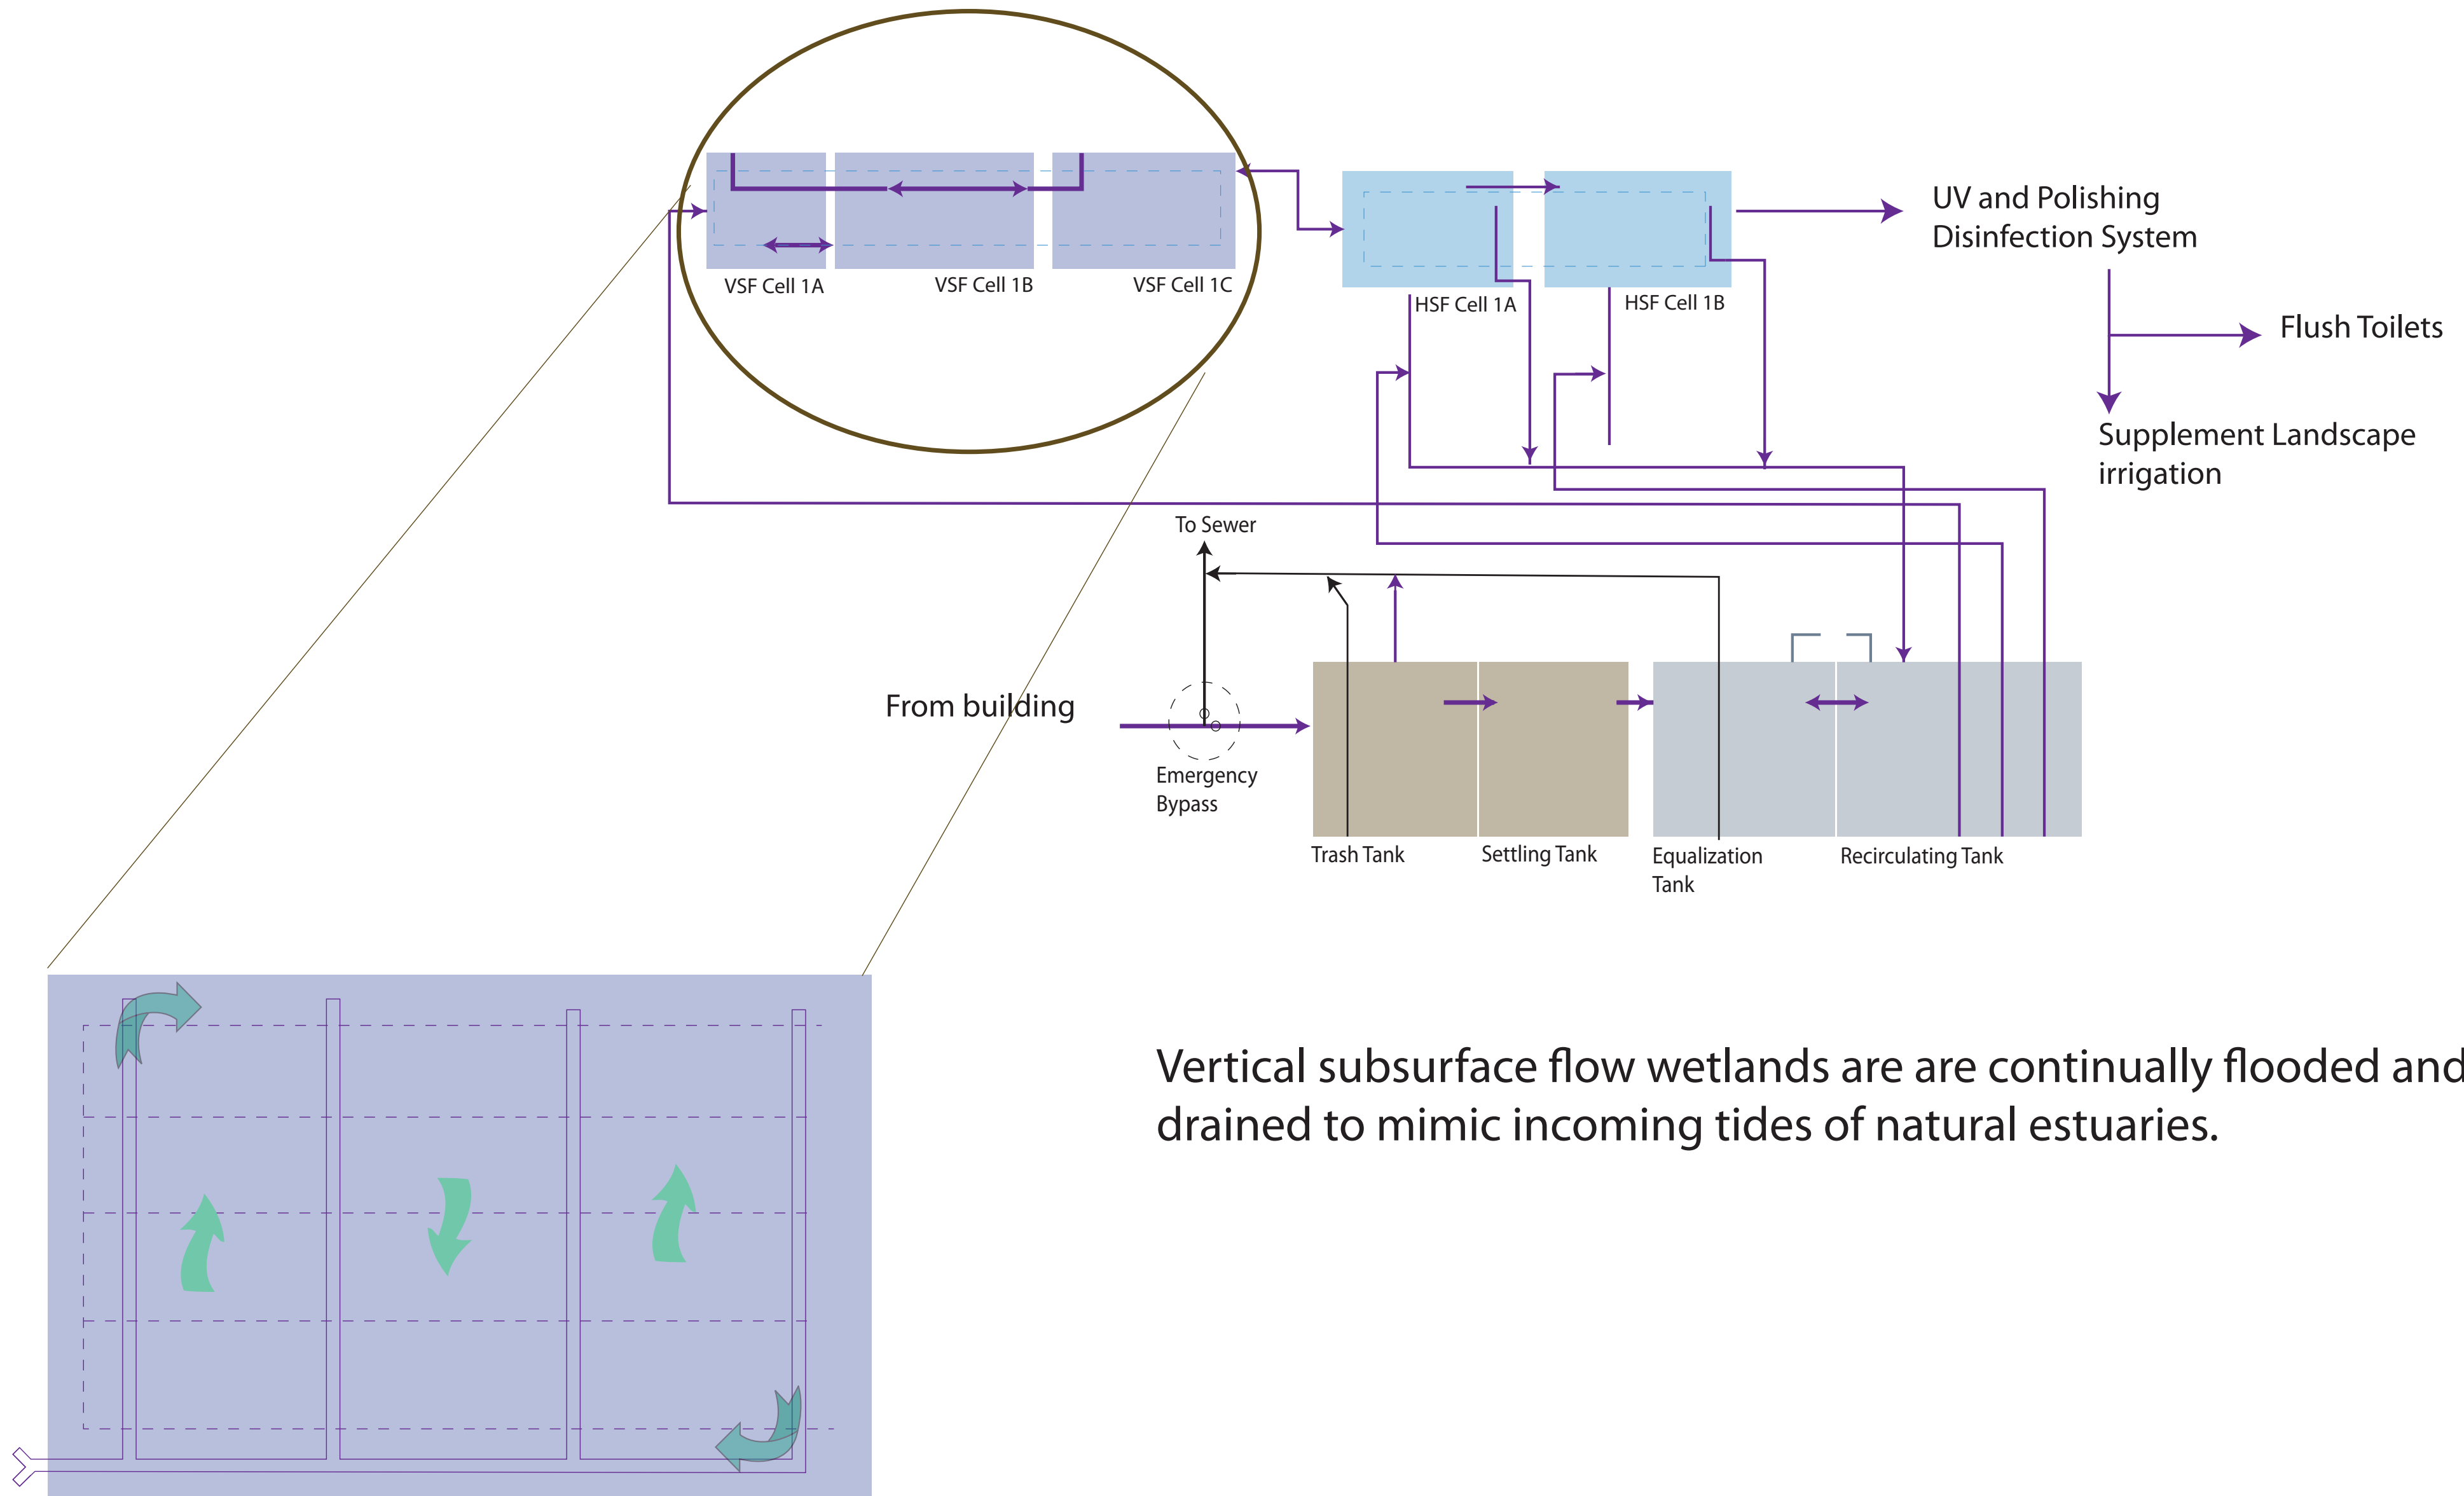 UV and Polishing
Disinfection System
VSF Cell 1A
VSF Cell 1B
VSF Cell 1C
HSF Cell 1A
HSF Cell 1B
Flush Toilets
Supplement Landscape
irrigation
To Sewer
From building
Emergency
Bypass
Trash Tank
Settling Tank
Equalization
Tank
Recirculating Tank
Vertical subsurface flow wetlands are are continually flooded and
drained to mimic incoming tides of natural estuaries.